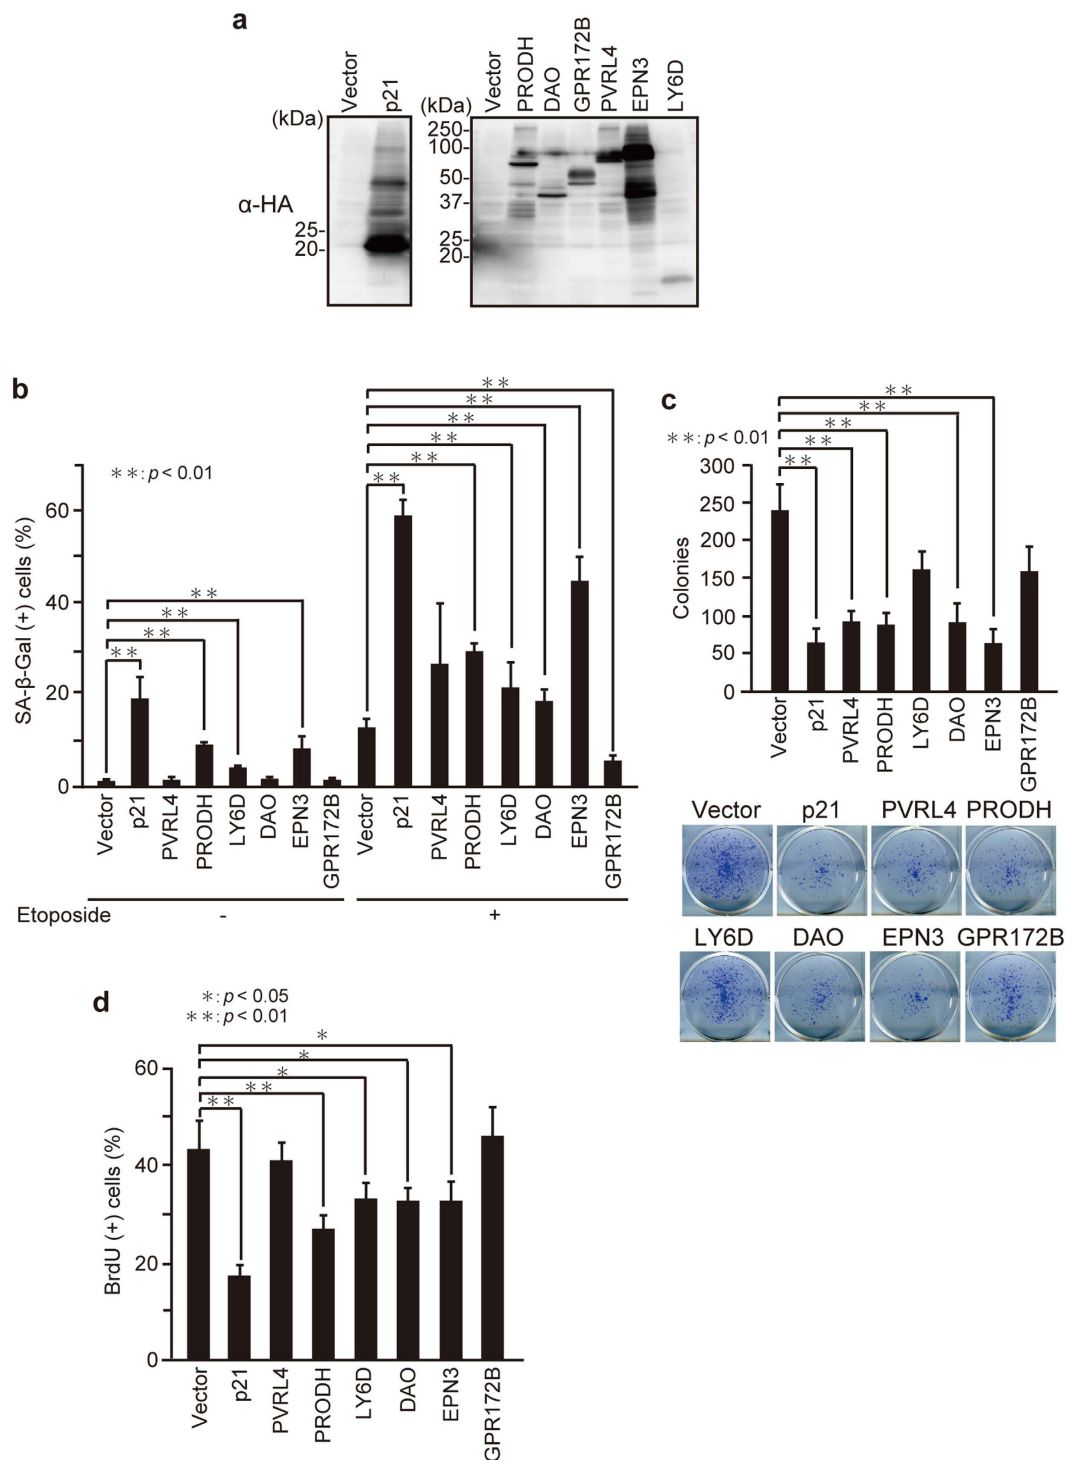 a
Vector
p21
(kDa)
25-
20-
α-HA
Vector
PRODH
DAO
GPR172B
PVRL4
EPN3
LY6D
(kDa)
250-
100-
50-
37-
25-
20-
b
**: p < 0.01
SA-β-Gal (+) cells (%)
60
40
20
0
** ** ** **
** ** ** ** ** **
Vector p21 PVRL4 PRODH LY6D DAO EPN3 GPR172B Vector p21 PVRL4 PRODH LY6D DAO EPN3 GPR172B
Etoposide - +
c
**: p < 0.01
** ** ** ** **
Colonies
300
250
200
150
100
50
0
Vector p21 PVRL4 PRODH LY6D DAO EPN3 GPR172B
Vector p21 PVRL4 PRODH
LY6D DAO EPN3 GPR172B
d
*: p < 0.05
**: p < 0.01
* * * ** **
BrdU (+) cells (%)
60
40
20
0
Vector p21 PVRL4 PRODH LY6D DAO EPN3 GPR172B